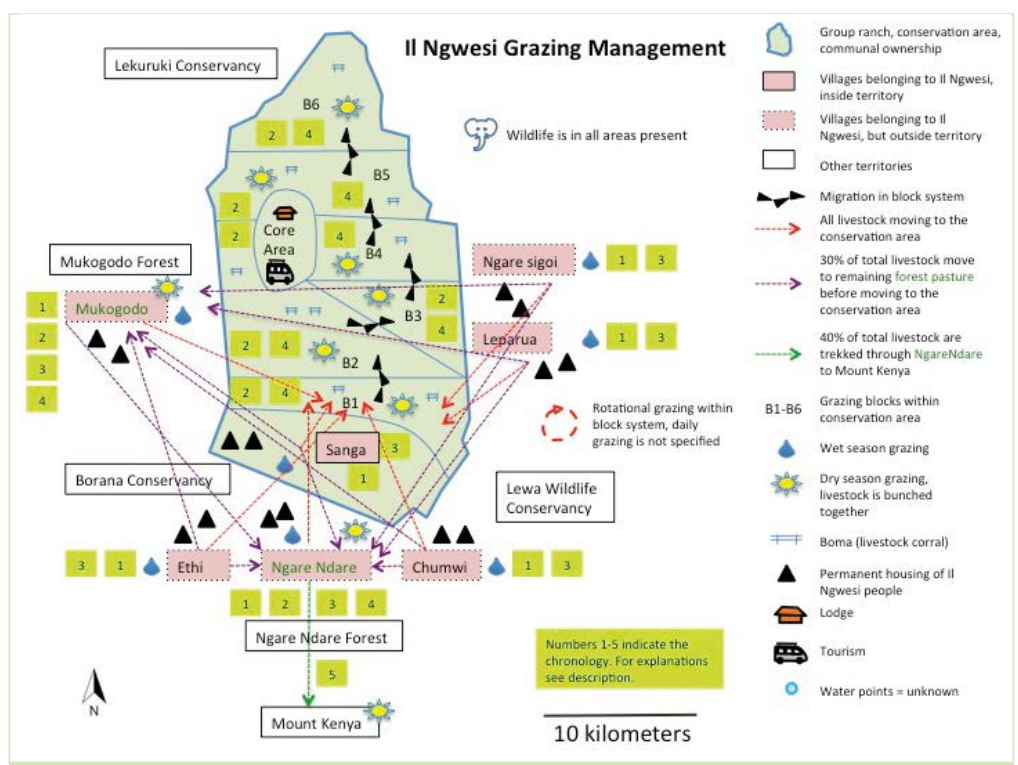 Il Ngwesi Grazing Management
Lekuruki Conservancy
B6
2
4
Wildlife is in all areas present
B5
2
4
2
Core
Area
4
B4
Mukogodo Forest
Mukogodo
1
2
3
4
Ngare sigoi
1
3
2
B3
4
Leparua
1
3
2
4
B2
2
4
B1
Rotational grazing within
block system, daily
grazing is not specified
Sanga
3
1
Borana Conservancy
Lewa Wildlife
Conservancy
3
1
Ethi
Ngare Ndare
Chumwi
1
3
1
2
3
4
Ngare Ndare Forest
5
Mount Kenya
N
Numbers 1-5 indicate the
chronology. For explanations
see description.
10 kilometers
Group ranch, conservation area,
communal ownership
Villages belonging to Il Ngwesi,
inside territory
Villages belonging to Il
Ngwesi, but outside territory
Other territories
Migration in block system
All livestock moving to the
conservation area
30% of total livestock move
to remaining forest pasture
before moving to the
conservation area
40% of total livestock are
trekked through NgareNdare
to Mount Kenya
B1-B6
Grazing blocks within
conservation area
Wet season grazing
Dry season grazing,
livestock is bunched
together
Boma (livestock corral)
Permanent housing of Il
Ngwesi people
Lodge
Tourism
Water points = unknown